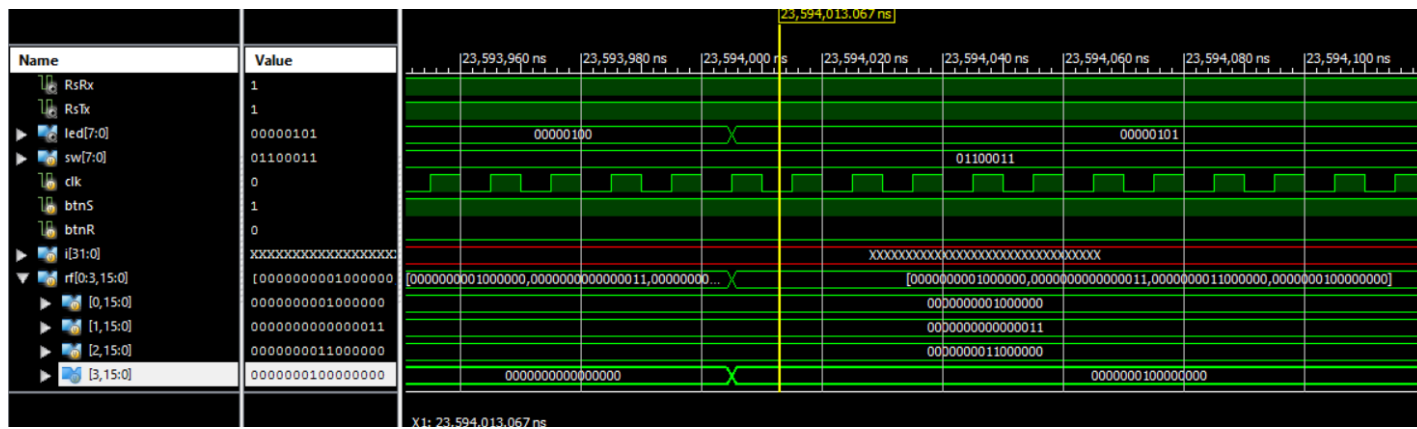 23,594,013.067 ns
Name Value 23,593,960 ns 23,593,980 ns 23,594,000 ns 23,594,020 ns 23,594,040 ns 23,594,060 ns 23,594,080 ns 23,594,100 ns
RsRx 1
RsTx 1
led[7:0] 00000101 00000100 00000101
sw[7:0] 01100011 01100011
clk 0
btnS 1
btnR 0
i[31:0] XXXXXXXXXXXXXXXXXX XXXXXXXXXXXXXXXXXXXXXXXXXXXXXXXX
rf[0:3,15:0] [0000000001000000 [0000000001000000,0000000000000011,00000000... [0000000001000000,0000000000000011,0000000011000000,0000000100000000]
[0,15:0] 0000000001000000 0000000001000000
[1,15:0] 0000000000000011 0000000000000011
[2,15:0] 0000000011000000 0000000011000000
[3,15:0] 0000000100000000 0000000000000000 0000000100000000
X1: 23,594,013.067 ns